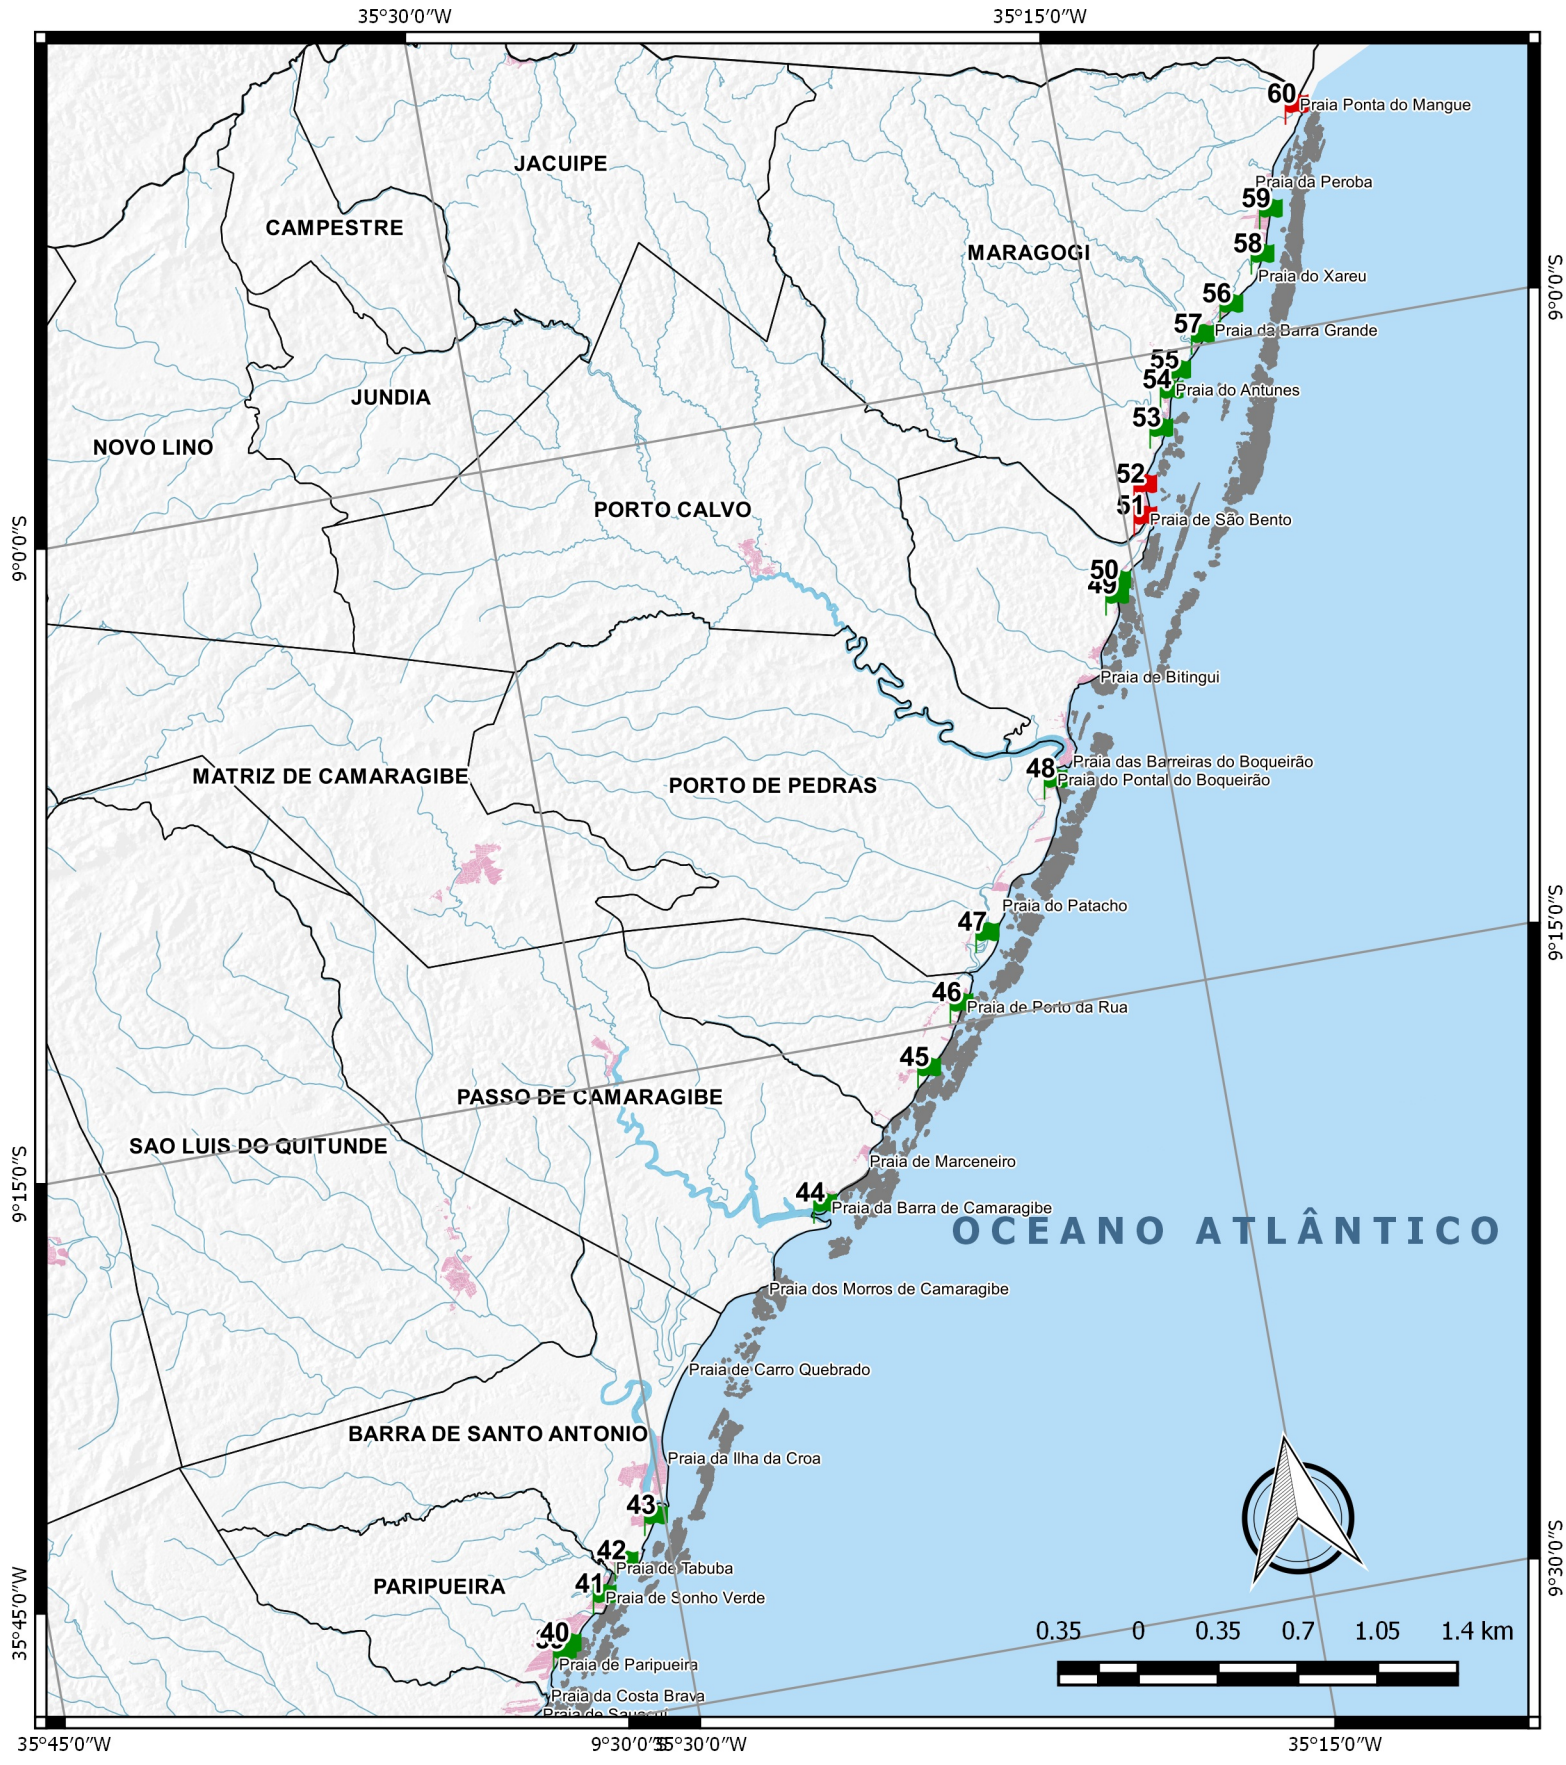 35°30'0"W
35°15'0"W
60
Praia Ponta do Mangue
JACUIPE
Praia da Peroba
59
CAMPESTRE
58
MARAGOGI
Praia do Xareu
9°0'0"S
56
57
Praia da Barra Grande
55
54
Praia do Antunes
JUNDIA
53
NOVO LINO
52
51
PORTO CALVO
Praia de São Bento
9°0'0"S
50
49
Praia de Bitingui
Praia das Barreiras do Boqueirão
48
Praia do Pontal do Boqueirão
MATRIZ DE CAMARAGIBE
PORTO DE PEDRAS
Praia do Patacho
47
9°15'0"S
46
Praia de Porto da Rua
45
PASSO DE CAMARAGIBE
SAO LUIS DO QUITUNDE
Praia de Marceneiro
9°15'0"S
44
Praia da Barra de Camaragibe
OCEANO ATLÂNTICO
Praia dos Morros de Camaragibe
Praia de Carro Quebrado
BARRA DE SANTO ANTONIO
Praia da Ilha da Croa
43
42
Praia de Tabuba
9°30'0"S
PARIPUEIRA
41
Praia de Sonho Verde
35°45'0"W
40
Praia de Paripueira
0.35 0 0.35 0.7 1.05 1.4 km
Praia da Costa Brava
35°45'0"W
9°30'0"S
35°30'0"W
35°15'0"W